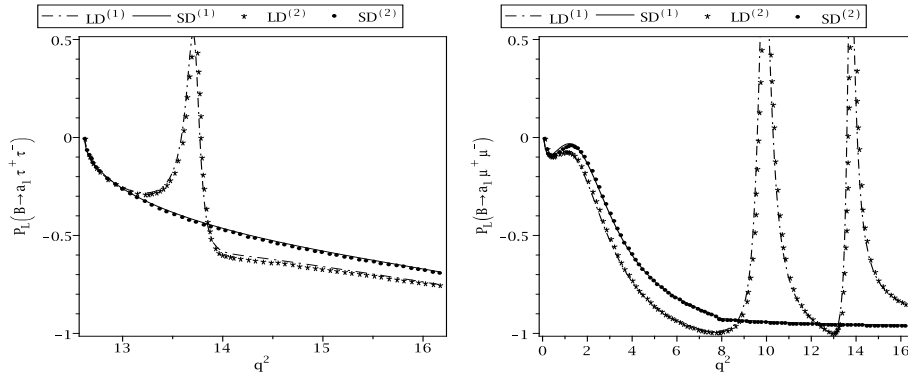 LD(1) SD(1) LD(2) SD(2)
0.5
0
-0.5
-1
13 14 15 16
q²
P_L(B→a₁ τ⁺ τ⁻)
LD(1) SD(1) LD(2) SD(2)
0.5
0
-0.5
-1
0 2 4 6 8 10 12 14 16
q²
P_L(B→a₁ μ⁺ μ⁻)